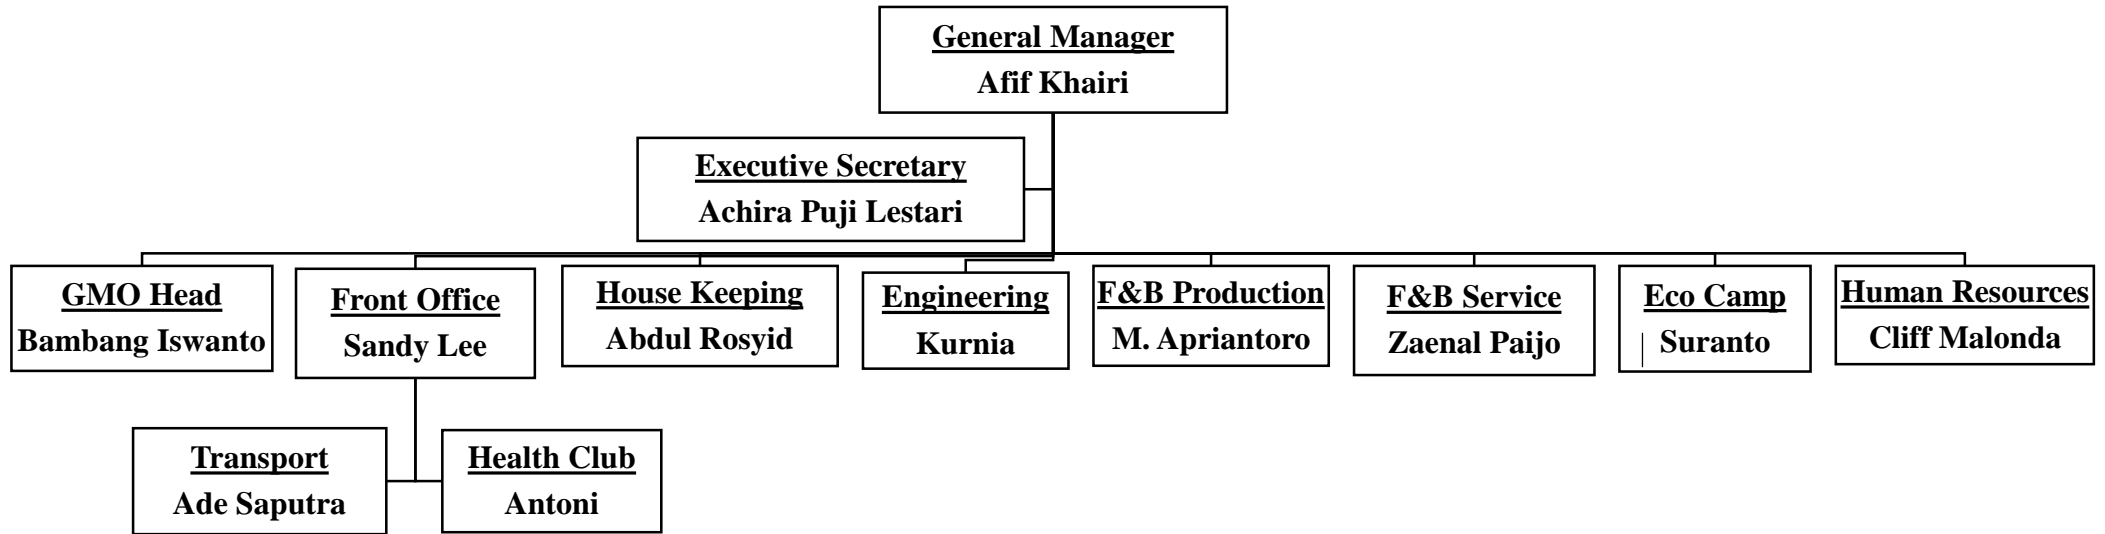 General Manager
Afif Khairi
Executive Secretary
Achira Puji Lestari
GMO Head
Bambang Iswanto
Front Office
Sandy Lee
House Keeping
Abdul Rosyid
Engineering
Kurnia
F&B Production
M. Apriantoro
F&B Service
Zaenal Paijo
Eco Camp
Suranto
Human Resources
Cliff Malonda
Transport
Ade Saputra
Health Club
Antoni